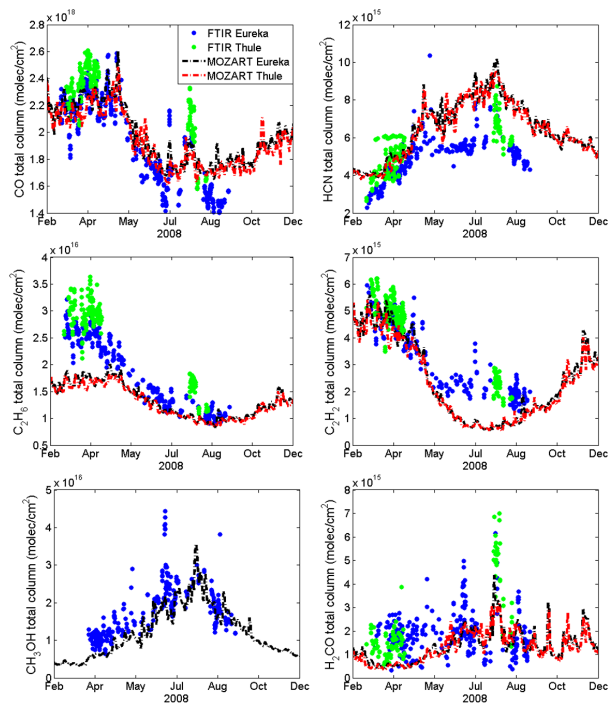 x 10^18
2.6
2.4
2.2
2
1.8
1.6
1.4
CO total column (molec/cm²)
Feb Apr May Jul Aug Oct Dec
2008
FTIR Eureka
FTIR Thule
MOZART Eureka
MOZART Thule
x 10^15
12
10
8
6
4
2
HCN total column (molec/cm²)
Feb Apr May Jul Aug Oct Dec
2008
x 10^16
4
3.5
3
2.5
2
1.5
1
0.5
C₂H₆ total column (molec/cm²)
Feb Apr May Jul Aug Oct Dec
2008
x 10^15
7
6
5
4
3
2
1
0
C₂H₂ total column (molec/cm²)
Feb Apr May Jul Aug Oct Dec
2008
x 10^16
5
4
3
2
1
0
CH₃OH total column (molec/cm²)
Feb Apr May Jul Aug Oct Dec
2008
x 10^15
8
7
6
5
4
3
2
1
0
H₂CO total column (molec/cm²)
Feb Apr May Jul Aug Oct Dec
2008